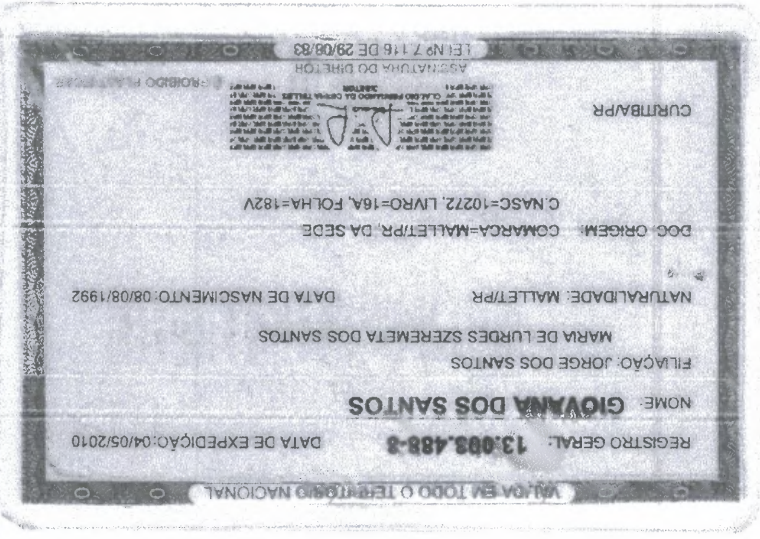 VÁLIDA EM TODO O TERRITÓRIO NACIONAL
REGISTRO GERAL: 13.093.488-3 DATA DE EXPEDIÇÃO: 04/05/2010
NOME: GIOVANA DOS SANTOS
FILIAÇÃO: JORGE DOS SANTOS
MARIA DE LURDES SZEREMETA DOS SANTOS
NATURALIDADE: MALLET/PR DATA DE NASCIMENTO: 08/08/1992
DOC. ORIGEM: COMARCA=MALLET/PR, DA SEDE
C.NASC=10272, LIVRO=16A, FOLHA=182V
CURITIBA/PR
DIRETOR
ASSINATURA DO DIRETOR
PROIBIDO PLASTIFICAR
LEI Nº 7.116 DE 29/08/83